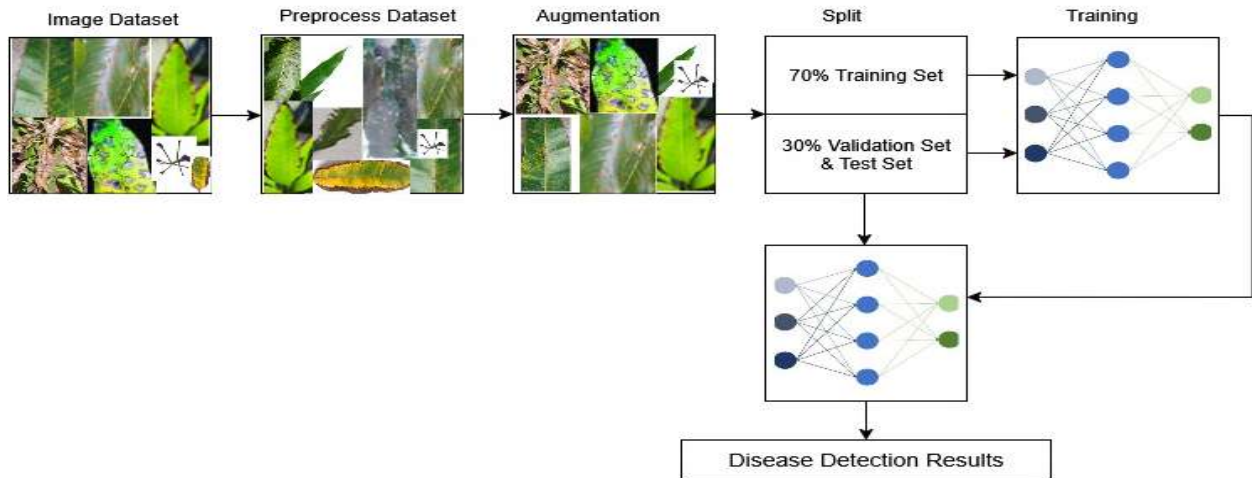 Image Dataset
Preprocess Dataset
Augmentation
Split
Training
70% Training Set
30% Validation Set
& Test Set
Disease Detection Results